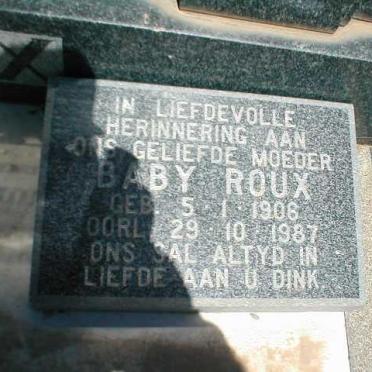 IN LIEFDEVOLLE
HERINNERING AAN
ONS GELIEFDE MOEDER
BABY ROUX
GEB 5 1 1906
OORL 29 10 1987
ONS SAL ALTYD IN
LIEFDE AAN U DINK